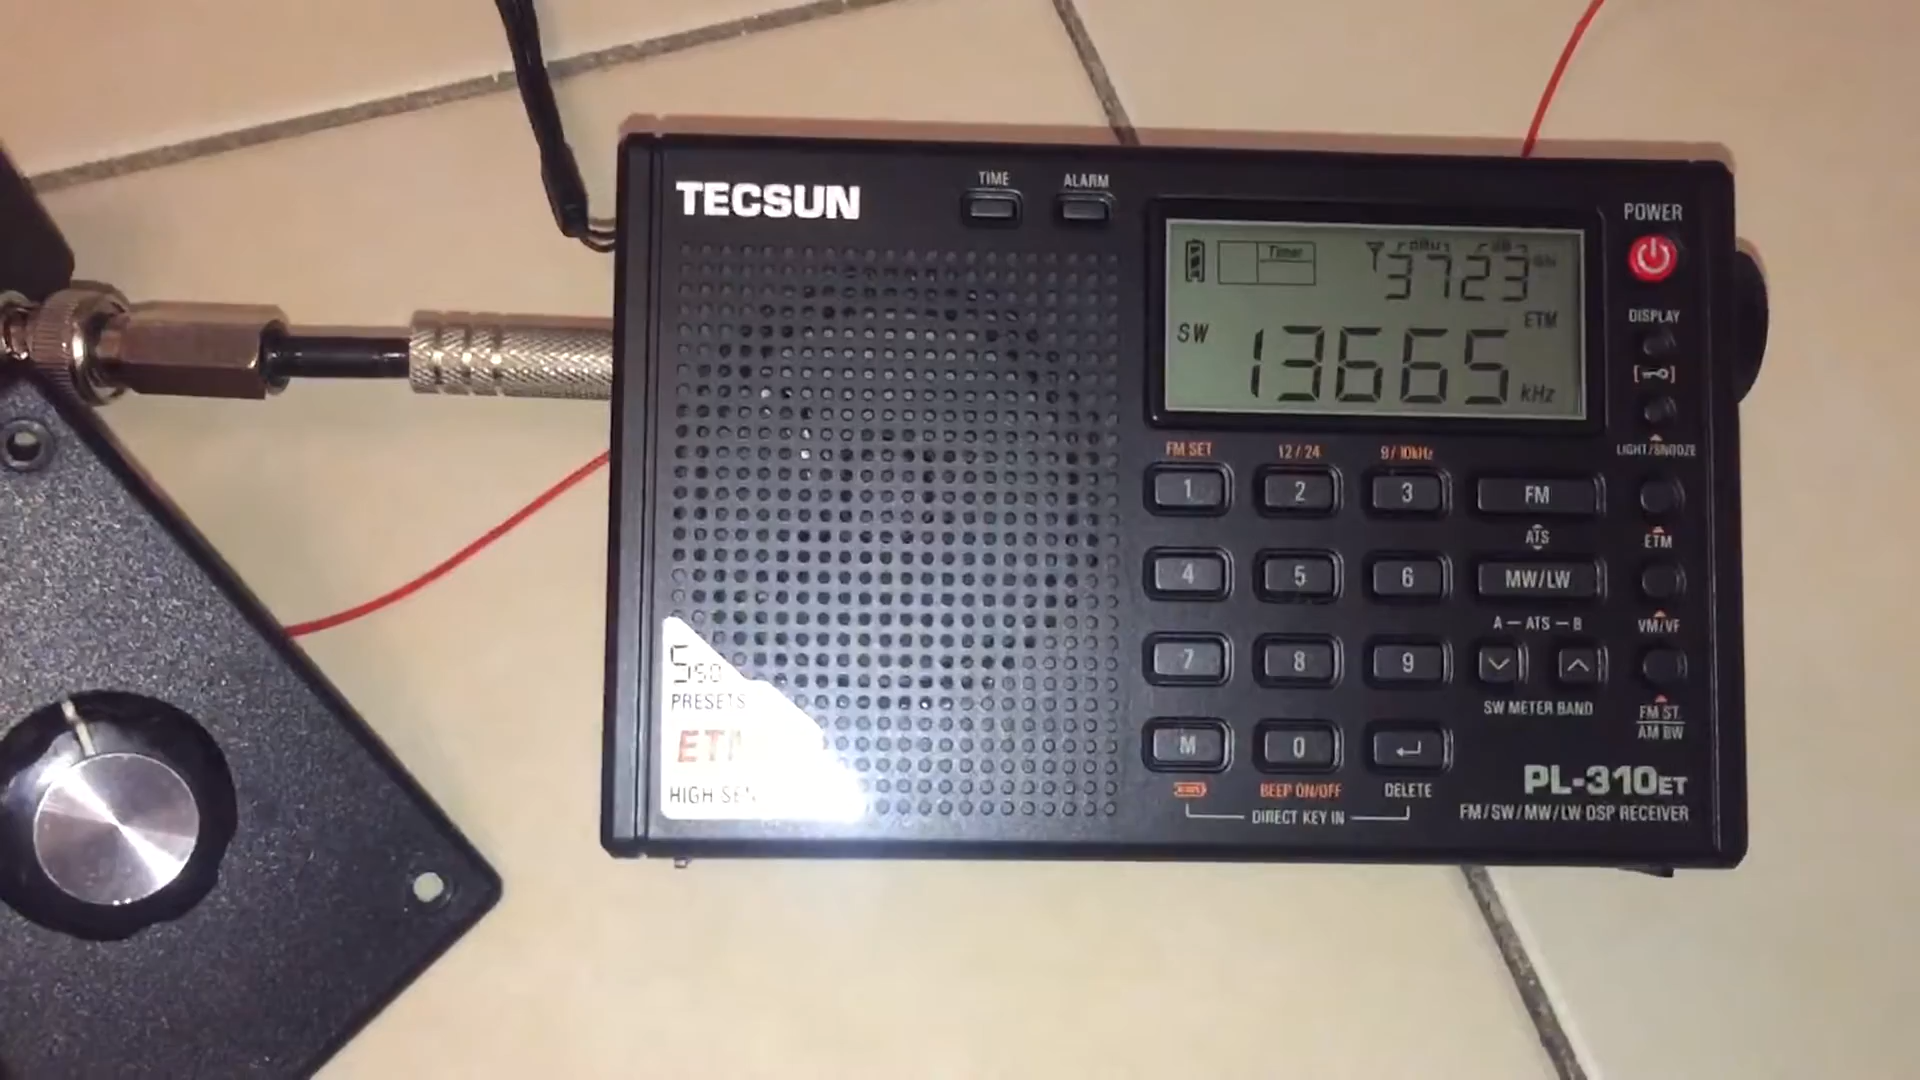 TECSUN
TIME
ALARM
POWER
Timer
3723
SW
ETM
13665
kHz
DISPLAY
LIGHT/SNOOZE
FM SET
12 / 24
9 / 10kHz
1
2
3
FM
ATS
ETM
4
5
6
MW/LW
A — ATS — B
VM/VF
7
8
9
SW METER BAND
FM ST.
AM BW
PRESETS
HIGH
M
0
BEEP ON/OFF
DELETE
DIRECT KEY IN
PL-310ET
FM/SW/MW/LW DSP RECEIVER